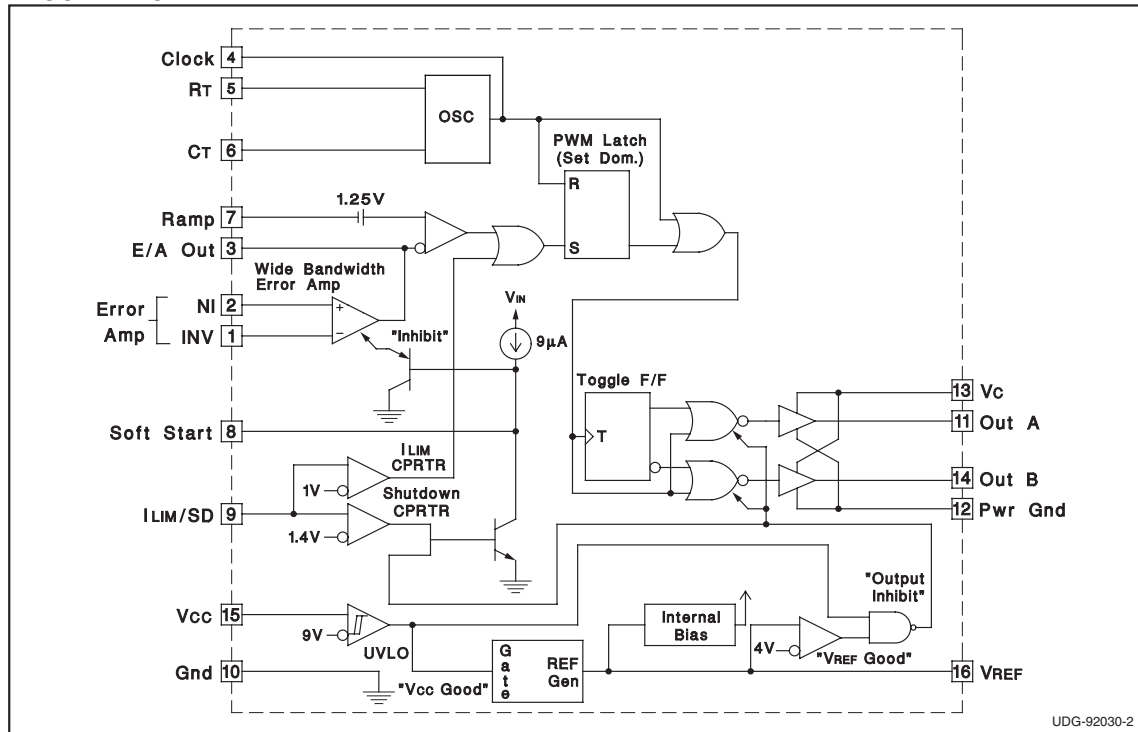 Clock 4
RT 5
OSC
CT 6
PWM Latch
(Set Dom.)
R
S
1.25V
Ramp 7
E/A Out 3
Wide Bandwidth
Error Amp
Error
Amp
NI 2
INV 1
+
–
"Inhibit"
VIN
9µA
Toggle F/F
T
Soft Start 8
ILIM
CPRTR
1V
Shutdown
CPRTR
ILIM/SD 9
1.4V
13 Vc
11 Out A
14 Out B
12 Pwr Gnd
"Output
Inhibit"
Vcc 15
9V
UVLO
Internal
Bias
4V
"VREF Good"
Gnd 10
"Vcc Good"
Gate
REF
Gen
16 VREF
UDG-92030-2